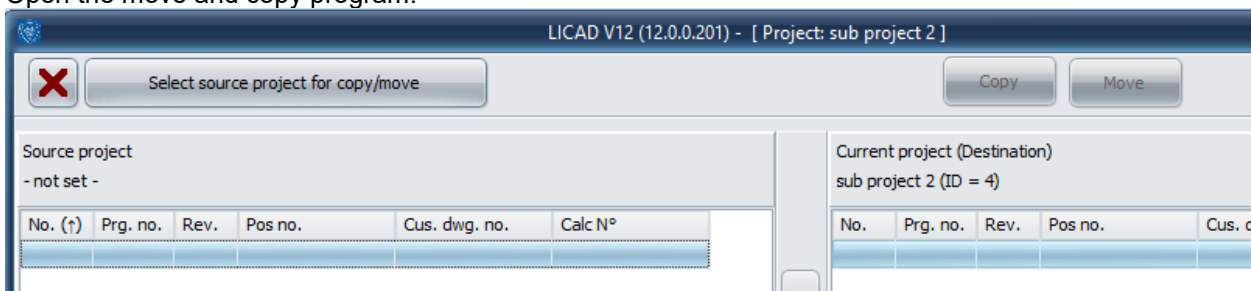 Open the move and copy program.
LICAD V12 (12.0.0.201) - [ Project: sub project 2 ]
Select source project for copy/move
Copy
Move
Source project
- not set -
Current project (Destination)
sub project 2 (ID = 4)
No. (↑) Prg. no. Rev. Pos no. Cus. dwg. no. Calc N°
No. Prg. no. Rev. Pos no. Cus.